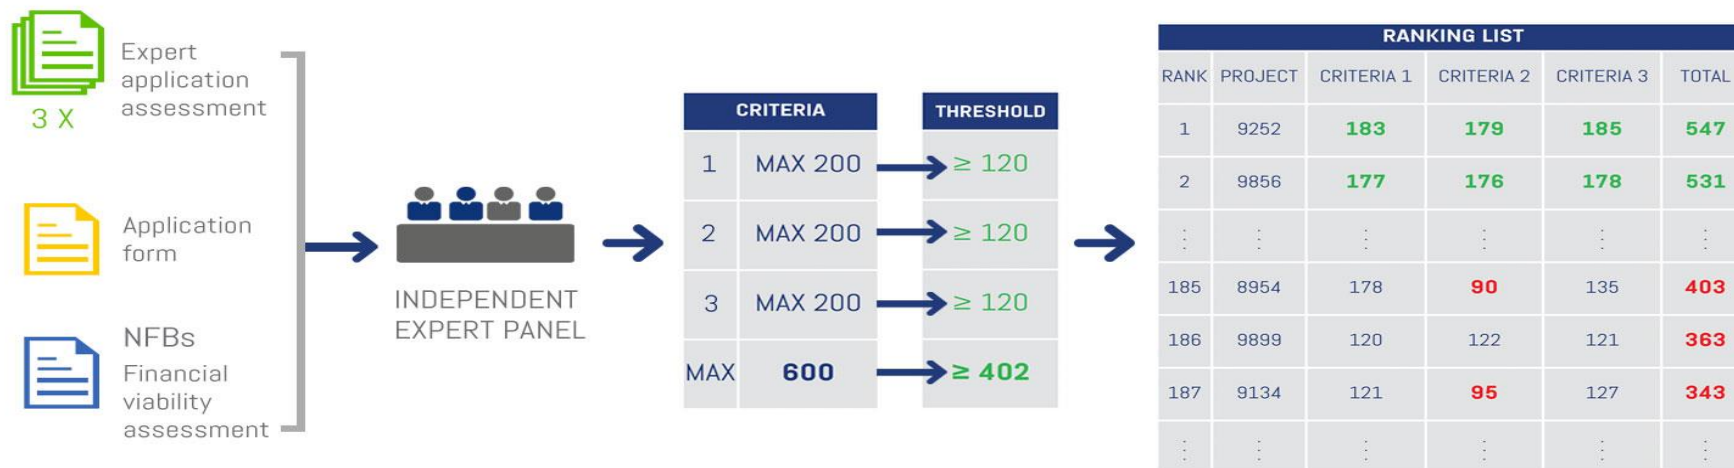 Expert
application
assessment
3 X
Application
form
NFBs
Financial
viability
assessment
INDEPENDENT
EXPERT PANEL
CRITERIA THRESHOLD
1 MAX 200 ≥ 120
2 MAX 200 ≥ 120
3 MAX 200 ≥ 120
MAX 600 ≥ 402
RANKING LIST
RANK PROJECT CRITERIA 1 CRITERIA 2 CRITERIA 3 TOTAL
1 9252 183 179 185 547
2 9856 177 176 178 531
⋮ ⋮ ⋮ ⋮ ⋮ ⋮
185 8954 178 90 135 403
186 9899 120 122 121 363
187 9134 121 95 127 343
⋮ ⋮ ⋮ ⋮ ⋮ ⋮